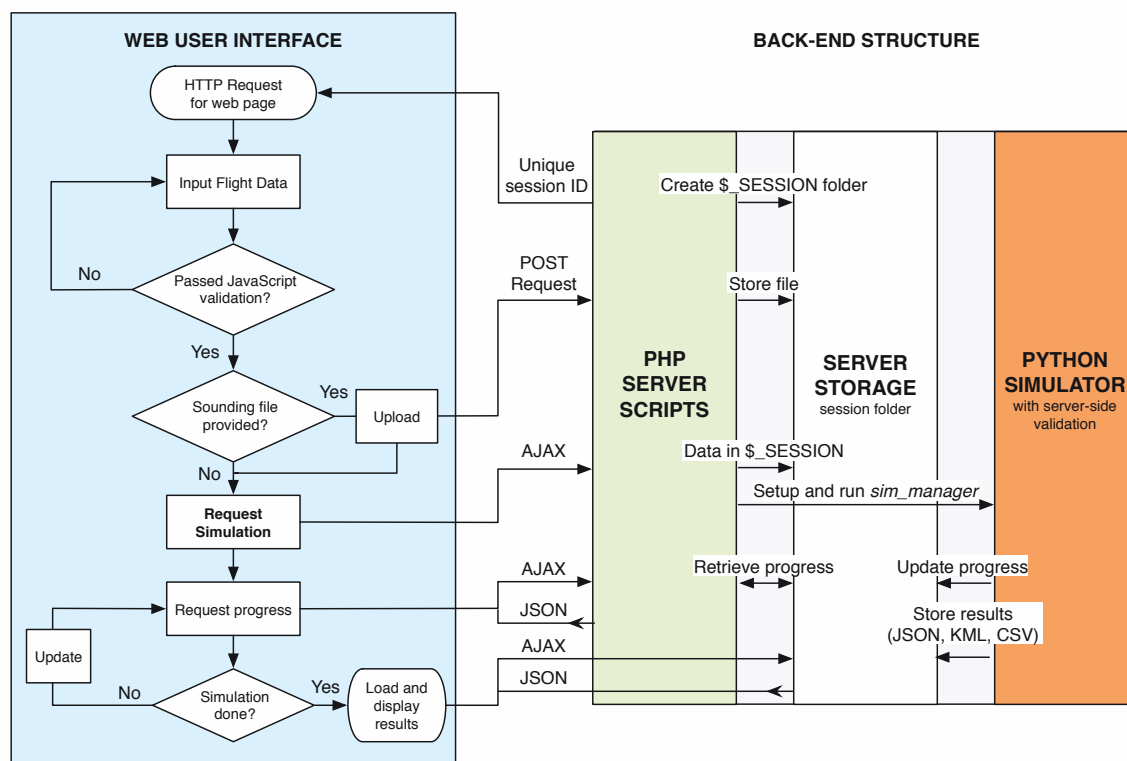 WEB USER INTERFACE
BACK-END STRUCTURE
HTTP Request
for web page
Input Flight Data
Unique
session ID
Create $_SESSION folder
No
Passed JavaScript
validation?
POST
Request
Store file
Yes
Sounding file
provided?
Yes
Upload
PHP
SERVER
SCRIPTS
SERVER
STORAGE
session folder
PYTHON
SIMULATOR
with server-side
validation
No
AJAX
Data in $_SESSION
Request
Simulation
Setup and run sim_manager
Request progress
AJAX
JSON
Retrieve progress
Update progress
Store results
(JSON, KML, CSV)
Update
No
Simulation
done?
Yes
Load and
display
results
AJAX
JSON